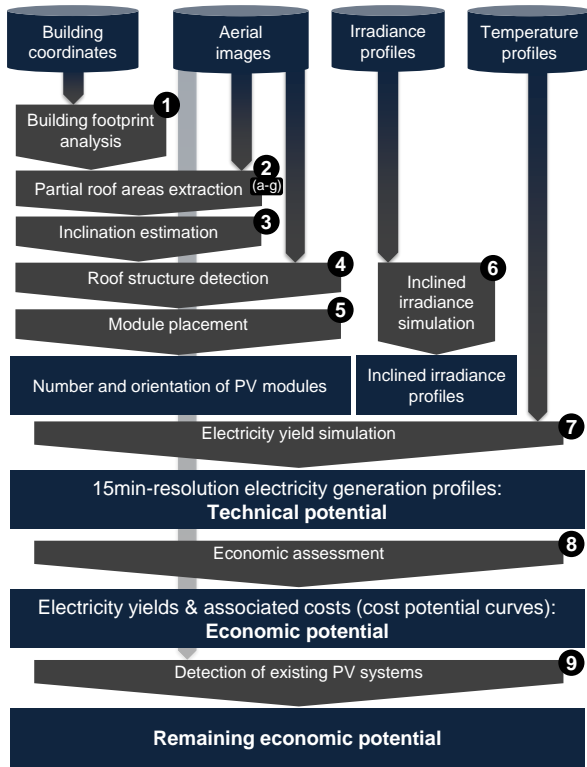 Building
coordinates
Aerial
images
Irradiance
profiles
Temperature
profiles
1
Building footprint
analysis
2
Partial roof areas extraction (a-g)
3
Inclination estimation
4
Roof structure detection
5
Module placement
6
Inclined
irradiance
simulation
Number and orientation of PV modules
Inclined irradiance
profiles
7
Electricity yield simulation
15min-resolution electricity generation profiles:
Technical potential
8
Economic assessment
Electricity yields & associated costs (cost potential curves):
Economic potential
9
Detection of existing PV systems
Remaining economic potential